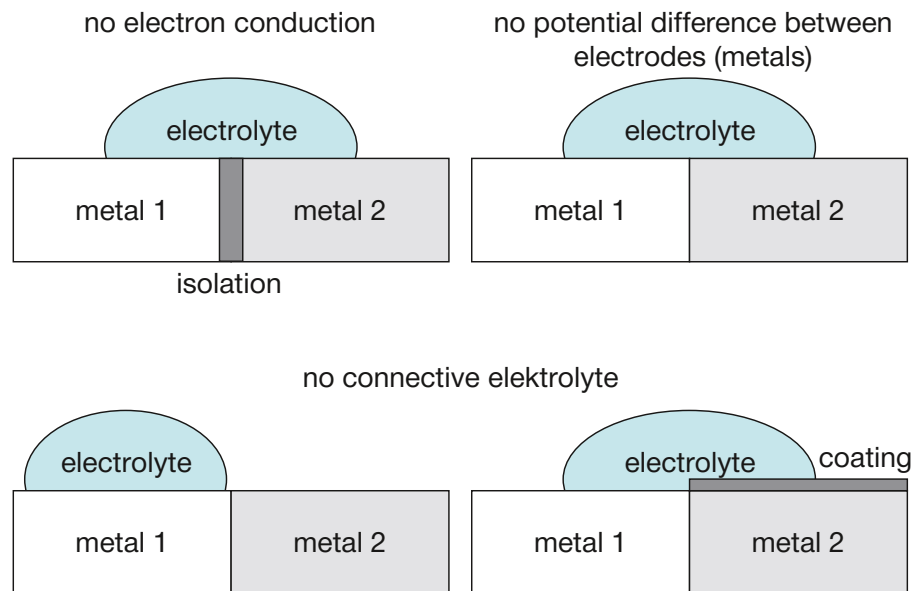 no electron conduction
no potential difference between
electrodes (metals)
electrolyte
metal 1
metal 2
isolation
electrolyte
metal 1
metal 2
no connective elektrolyte
electrolyte
metal 1
metal 2
electrolyte
coating
metal 1
metal 2